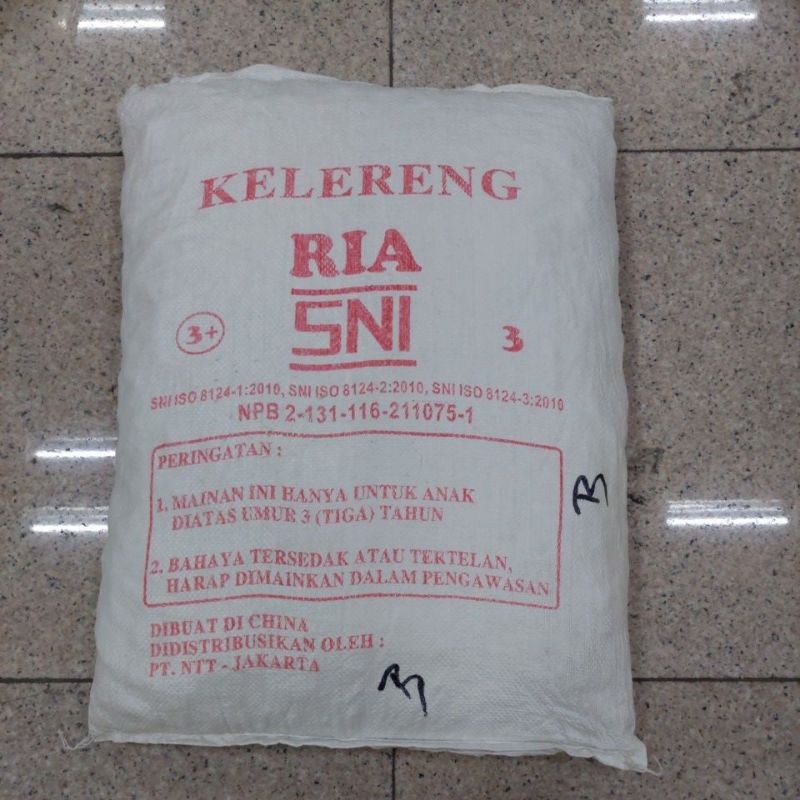 KELERENG
RIA
SNI
3+
3
SNI ISO 8124-1:2010, SNI ISO 8124-2:2010, SNI ISO 8124-3:2010
NPB 2-131-116-211075-1
PERINGATAN :
1. MAINAN INI HANYA UNTUK ANAK
DIATAS UMUR 3 (TIGA) TAHUN
2. BAHAYA TERSEDAK ATAU TERTELAN,
HARAP DIMAINKAN DALAM PENGAWASAN
DIBUAT DI CHINA
DIDISTRIBUSIKAN OLEH :
PT. NTT - JAKARTA